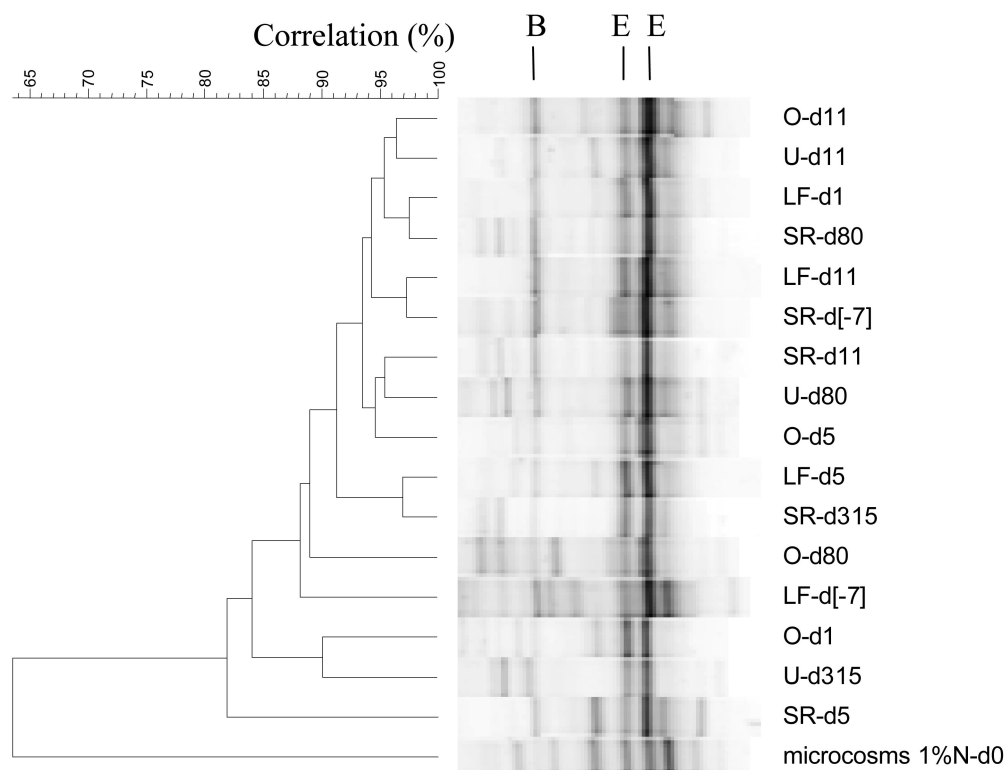 B E E
Correlation (%)
65 70 75 80 85 90 95 100
O-d11
U-d11
LF-d1
SR-d80
LF-d11
SR-d[-7]
SR-d11
U-d80
O-d5
LF-d5
SR-d315
O-d80
LF-d[-7]
O-d1
U-d315
SR-d5
microcosms 1%N-d0